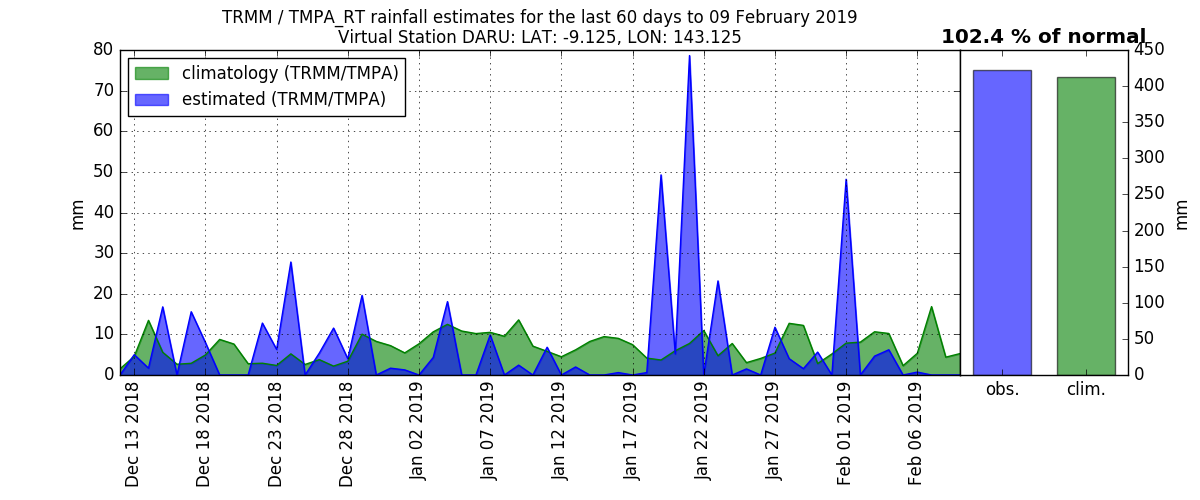 TRMM / TMPA_RT rainfall estimates for the last 60 days to 09 February 2019
Virtual Station DARU: LAT: -9.125, LON: 143.125
102.4 % of normal
climatology (TRMM/TMPA)
estimated (TRMM/TMPA)
80
70
60
50
40
30
20
10
0
mm
450
400
350
300
250
200
150
100
50
0
mm
Dec 13 2018
Dec 18 2018
Dec 23 2018
Dec 28 2018
Jan 02 2019
Jan 07 2019
Jan 12 2019
Jan 17 2019
Jan 22 2019
Jan 27 2019
Feb 01 2019
Feb 06 2019
obs.
clim.